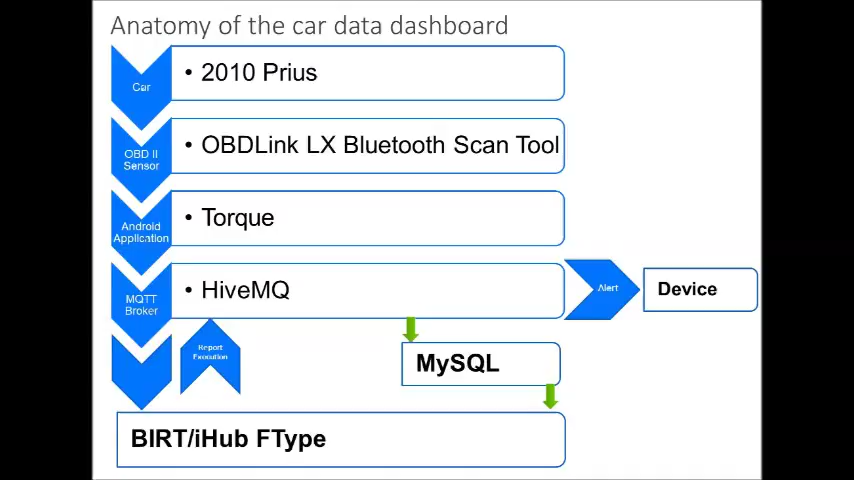 Anatomy of the car data dashboard
Car
• 2010 Prius
OBD II
Sensor
• OBDLink LX Bluetooth Scan Tool
Android
Application
• Torque
MQTT
Broker
• HiveMQ
Alert
Device
Report
Execution
MySQL
BIRT/iHub FType